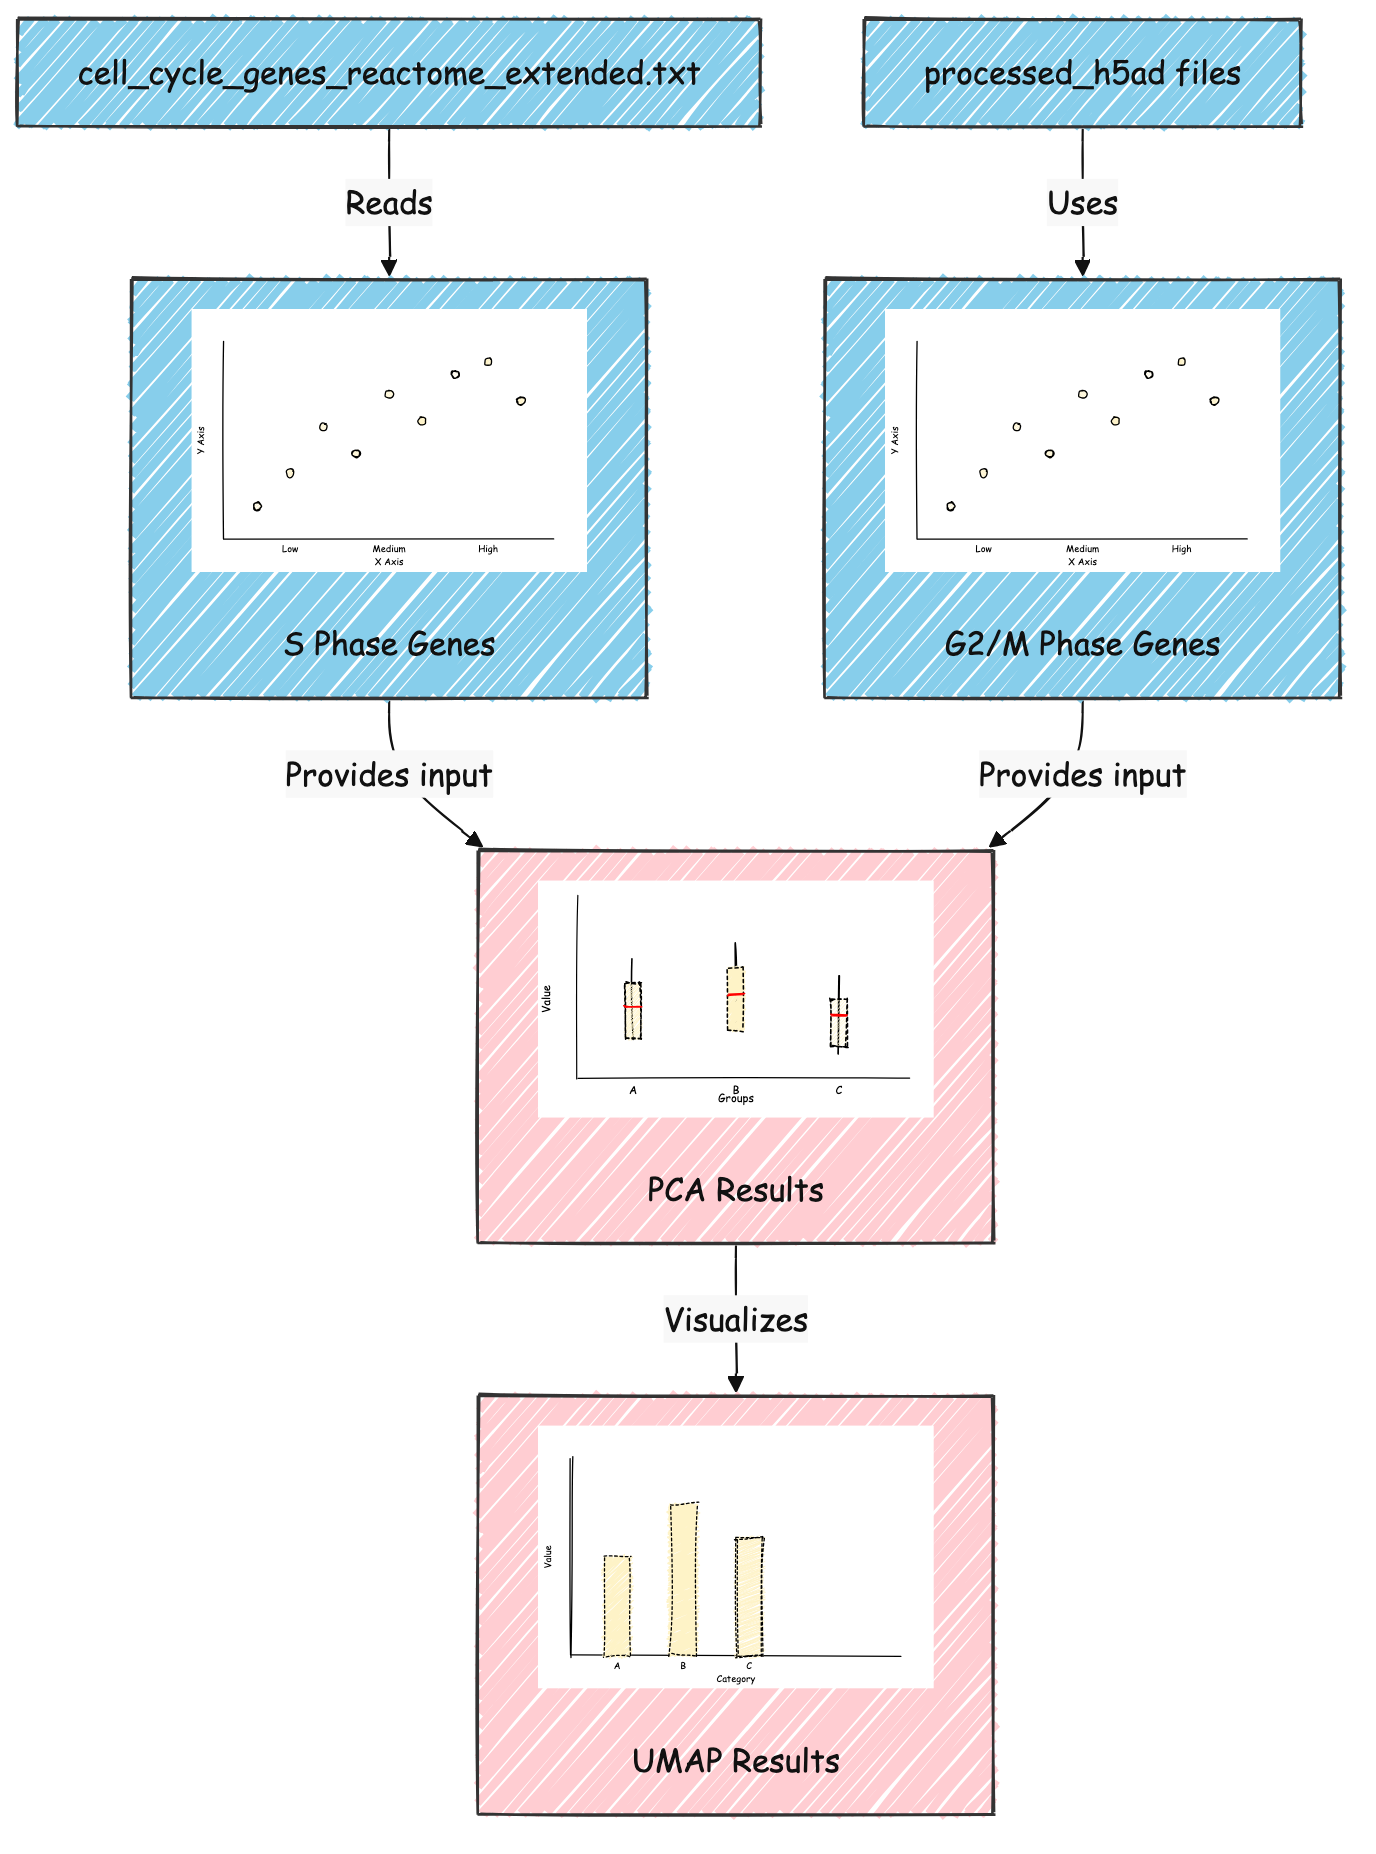 cell_cycle_genes_reactome_extended.txt
processed_h5ad files
Reads
Uses
Y Axis
Low
Medium
High
X Axis
S Phase Genes
Y Axis
Low
Medium
High
X Axis
G2/M Phase Genes
Provides input
Provides input
Value
A
B
C
Groups
PCA Results
Visualizes
Value
A
B
C
Category
UMAP Results